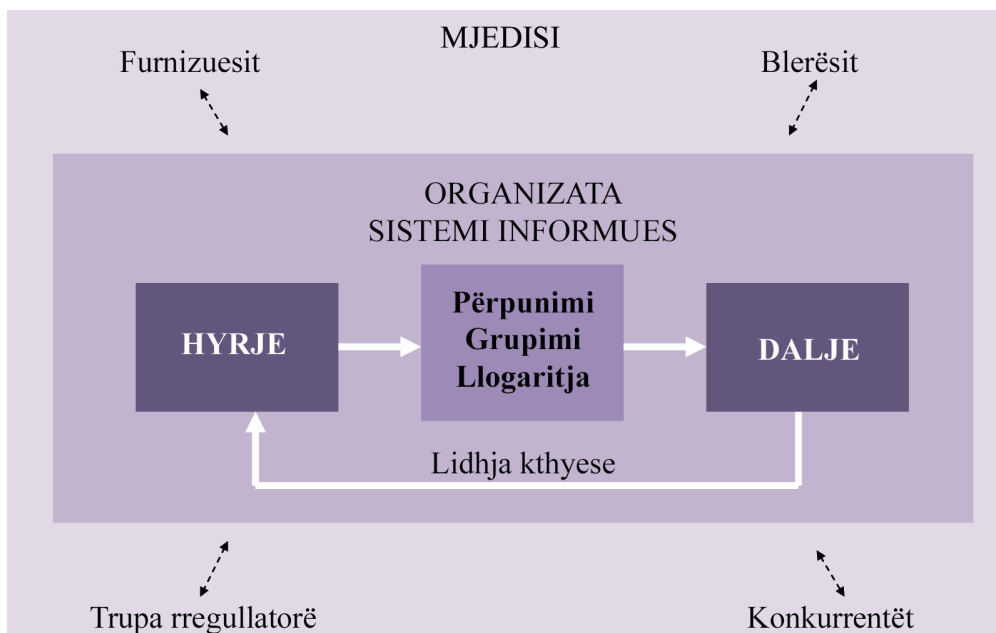 MJEDISI
Furnizuesit
Blerësit
ORGANIZATA
SISTEMI INFORMUES
HYRJE
Përpunimi
Grupimi
Llogaritja
DALJE
Lidhja kthyese
Trupa rregullatorë
Konkurrentët